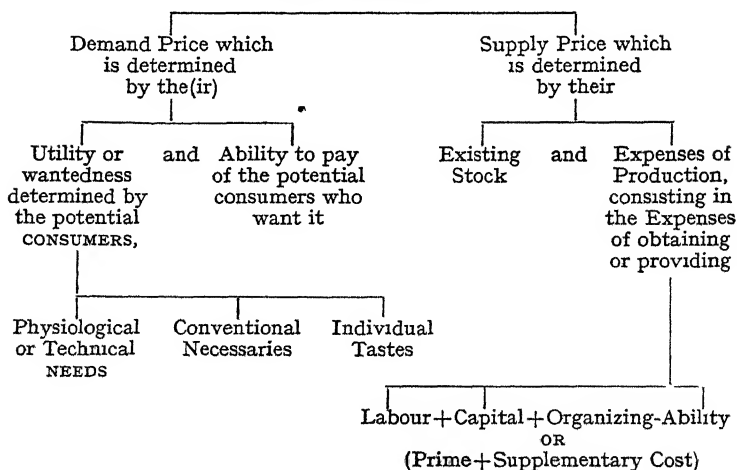 Demand Price which
is determined
by the(ir)
Supply Price which
is determined
by their
Utility or
wantedness
determined by
the potential
CONSUMERS,
and
Ability to pay
of the potential
consumers who
want it
Existing
Stock
and
Expenses of
Production,
consisting in
the Expenses
of obtaining
or providing
Physiological
or Technical
NEEDS
Conventional
Necessaries
Individual
Tastes
Labour+Capital+Organizing-Ability
OR
(Prime+Supplementary Cost)